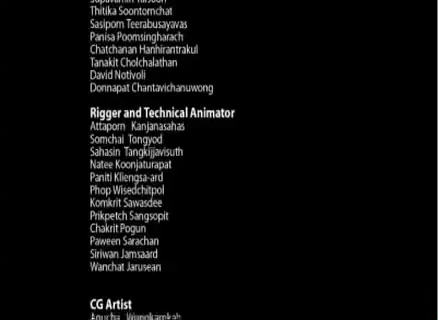 Thitika Soontornchat
Sasiporn Teerabusayavas
Panisa Poomsingharach
Chatchanan Hanhirantrakul
Tanakit Cholchalathan
David Notivoli
Donnapat Chantavichanuwong
Rigger and Technical Animator
Attaporn Kanjanasahas
Somchai Tongyod
Sahasin Tangkijjavisuth
Natee Koonjaturapat
Paniti Kliengsa-ard
Phop Wisedchitpol
Komkrit Sawasdee
Prikpetch Sangsopit
Chakrit Pogun
Paween Sarachan
Siriwan Jamsaard
Wanchat Jarusean
CG Artist